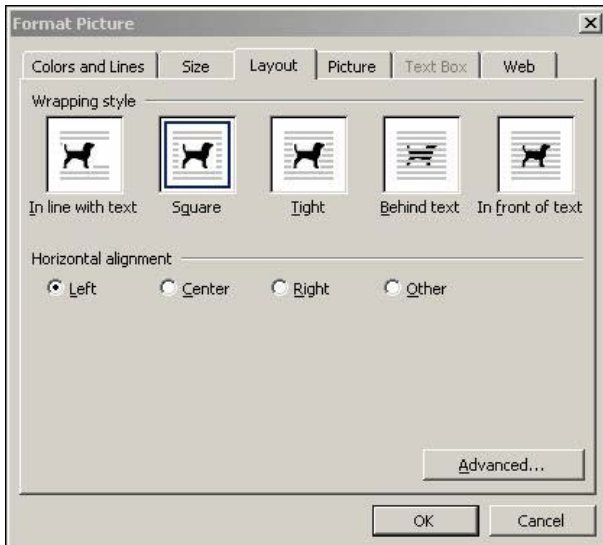 Format Picture
Colors and Lines Size Layout Picture Text Box Web
Wrapping style
In line with text Square Tight Behind text In front of text
Horizontal alignment
Left Center Right Other
Advanced...
OK Cancel